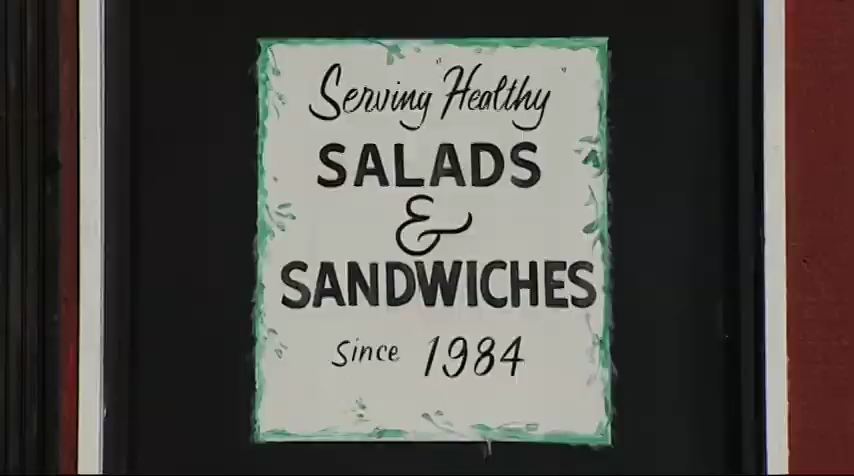 Serving "Healthy"
SALADS
&
SANDWICHES
since 1984